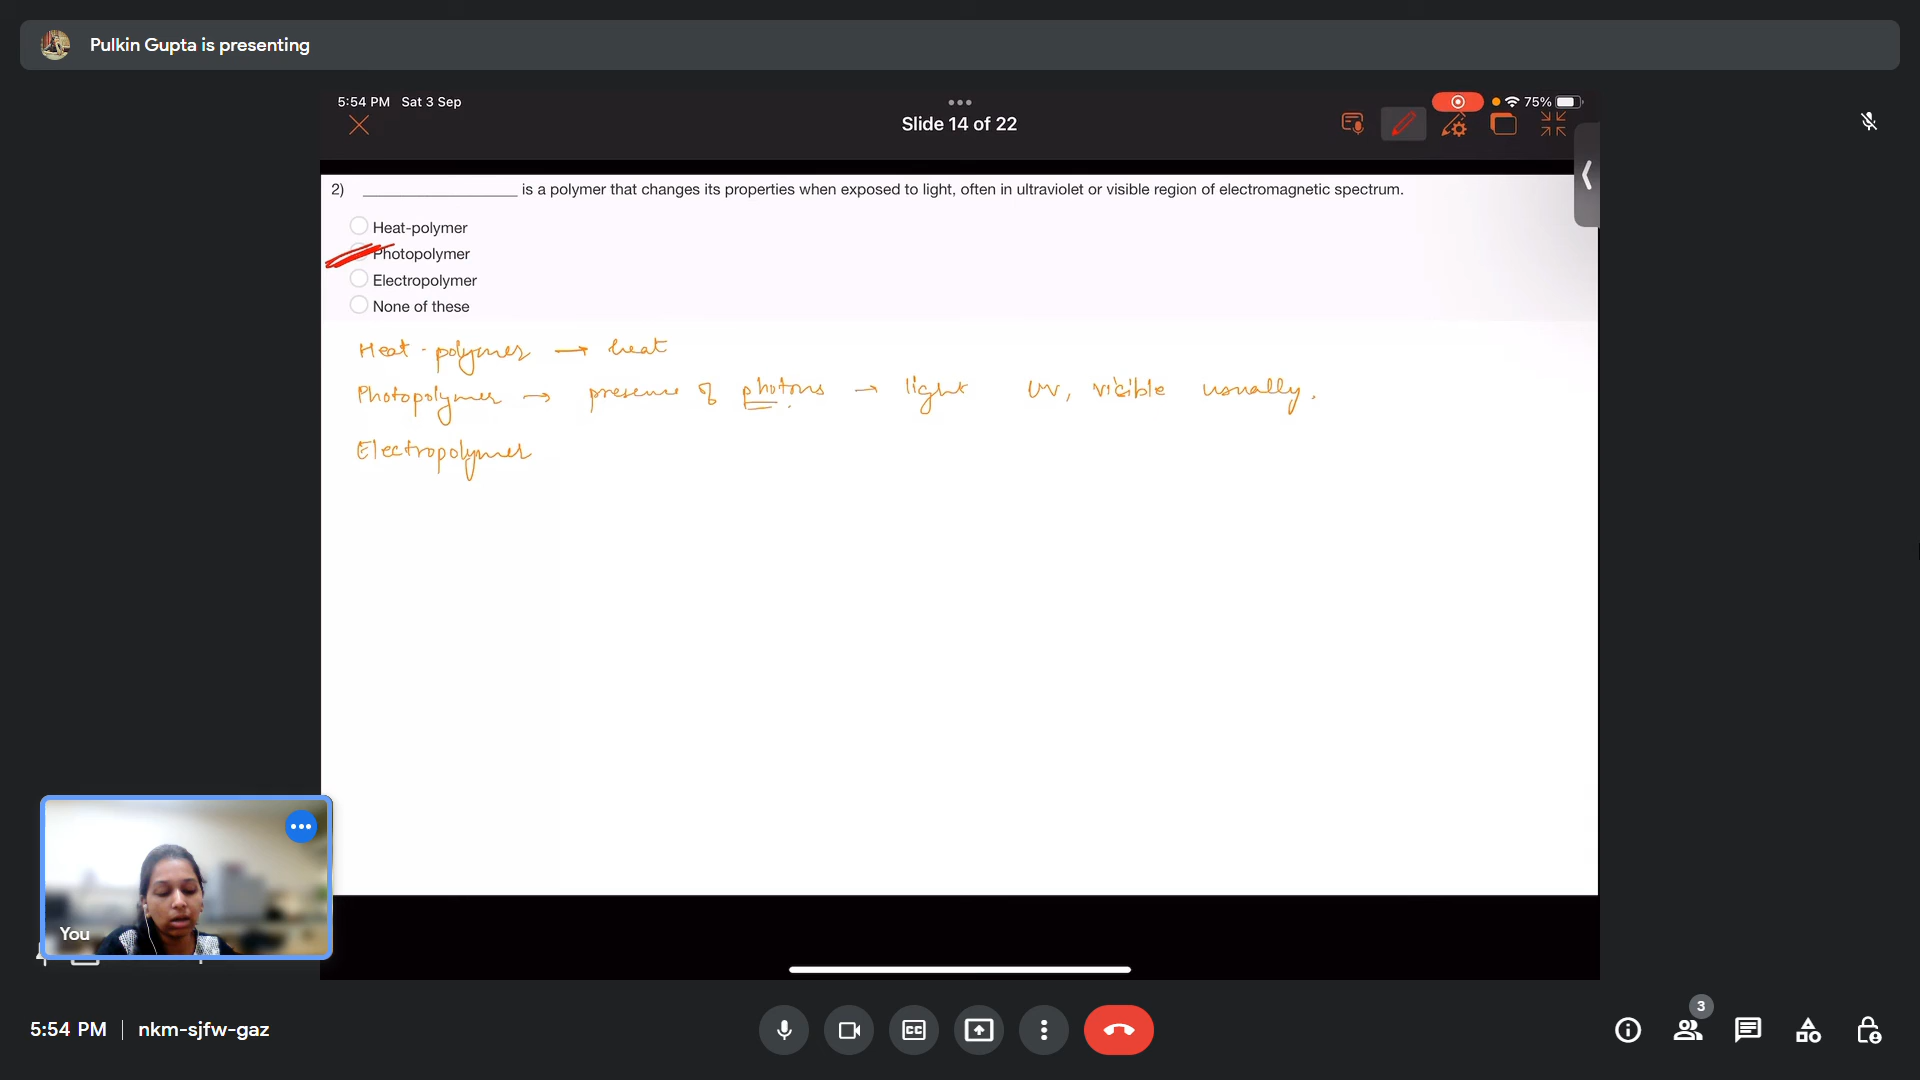 Pulkin Gupta is presenting
5:54 PM Sat 3 Sep
75%
Slide 14 of 22
2) ____________________ is a polymer that changes its properties when exposed to light, often in ultraviolet or visible region of electromagnetic spectrum.
Heat-polymer
Photopolymer
Electropolymer
None of these
Heat-polymer → heat
Photopolymer → presence of photons → light UV, visible usually.
Electropolymer
You
3
5:54 PM | nkm-sjfw-gaz
CC